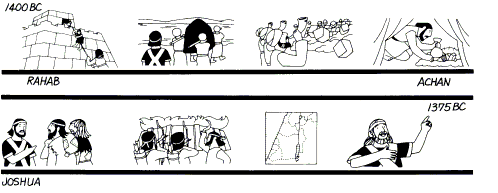 1400 BC
RAHAB
ACHAN
1375 BC
JOSHUA